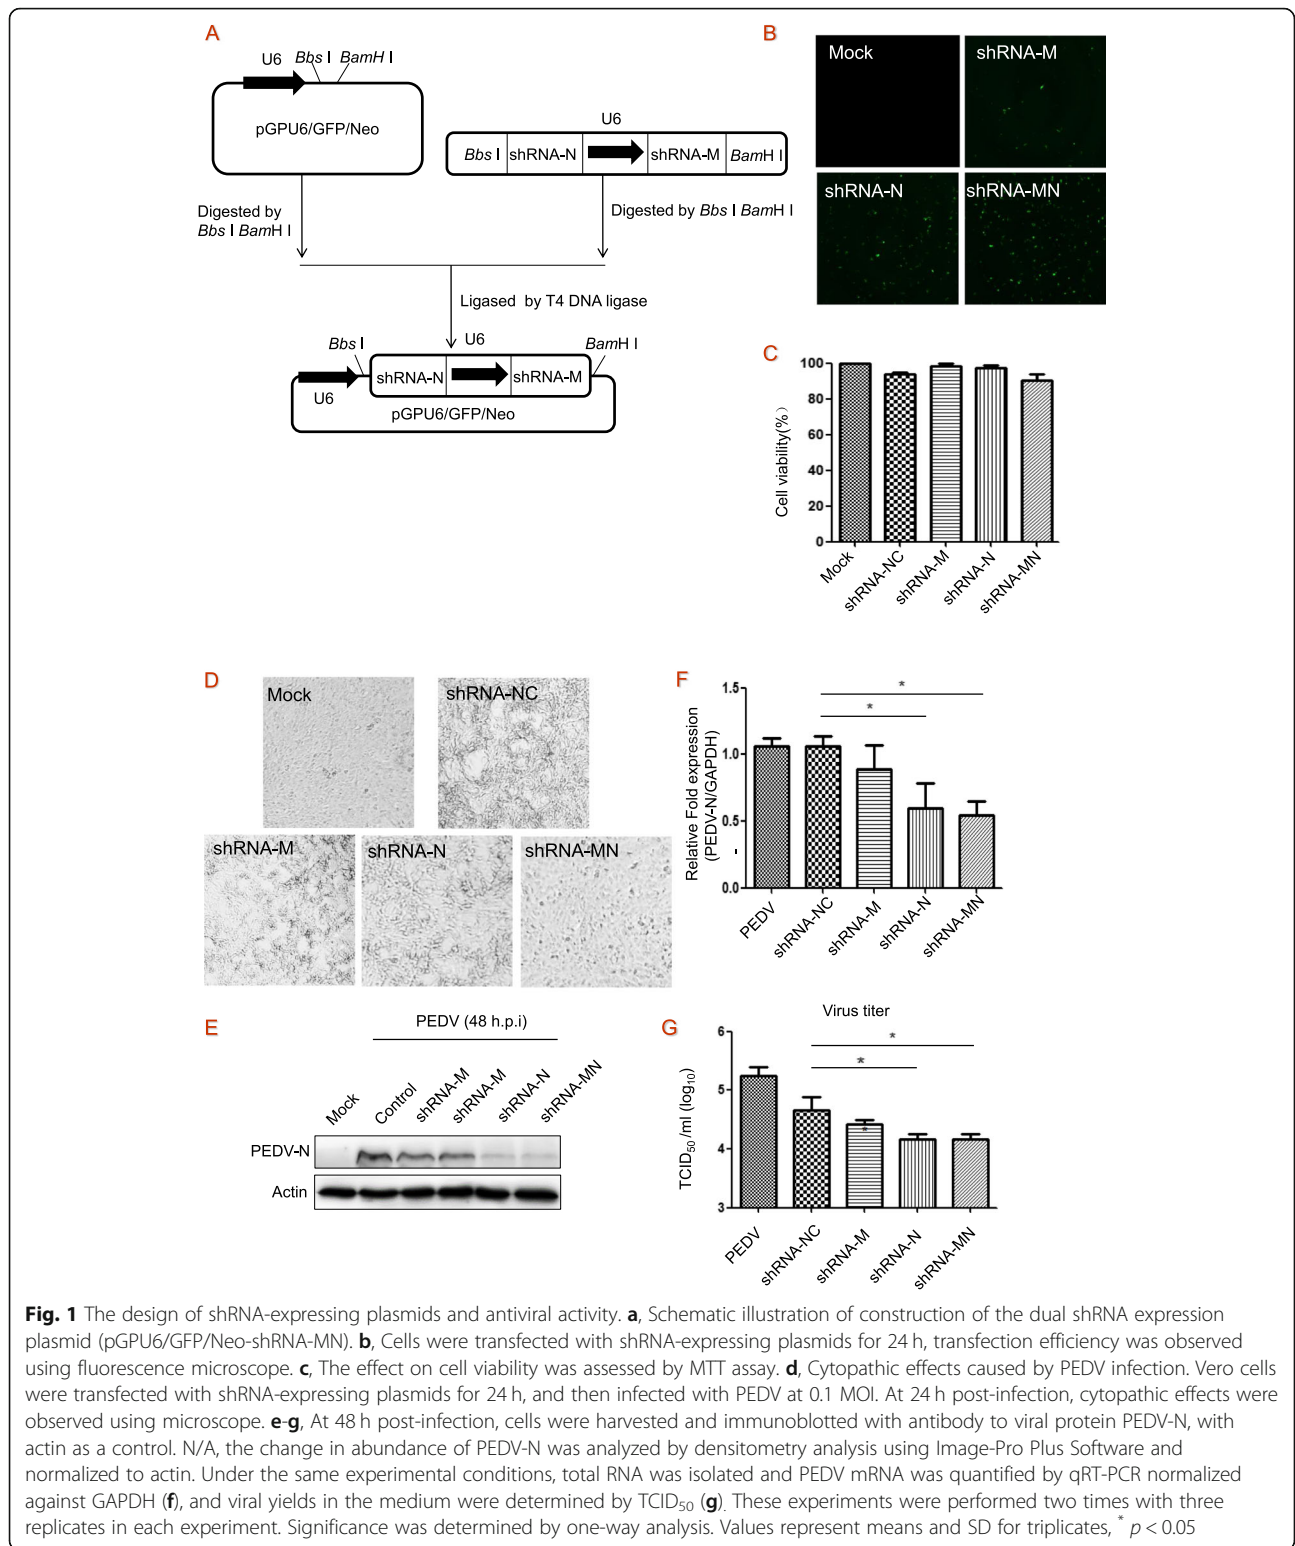 A
U6
Bbs I
BamH I
pGPU6/GFP/Neo
U6
Bbs I
shRNA-N
shRNA-M
BamH I
Digested by
Bbs I BamH I
Digested by Bbs I BamH I
Ligased by T4 DNA ligase
Bbs I
U6
BamH I
shRNA-N
shRNA-M
U6
pGPU6/GFP/Neo
B
Mock
shRNA-M
shRNA-N
shRNA-MN
C
Cell viability(%)
100
80
60
40
20
0
Mock
shRNA-NC
shRNA-M
shRNA-N
shRNA-MN
D
Mock
shRNA-NC
shRNA-M
shRNA-N
shRNA-MN
F
Relative Fold expression
(PEDV-N/GAPDH)
1.5
1.0
0.5
0.0
*
*
PEDV
shRNA-NC
shRNA-M
shRNA-N
shRNA-MN
E
PEDV (48 h.p.i)
Mock
Control
shRNA-M
shRNA-M
shRNA-N
shRNA-MN
PEDV-N
Actin
G
Virus titer
TCID50/ml (log10)
6
5
4
3
*
*
*
PEDV
shRNA-NC
shRNA-M
shRNA-N
shRNA-MN
Fig. 1 The design of shRNA-expressing plasmids and antiviral activity. a, Schematic illustration of construction of the dual shRNA expression
plasmid (pGPU6/GFP/Neo-shRNA-MN). b, Cells were transfected with shRNA-expressing plasmids for 24 h, transfection efficiency was observed
using fluorescence microscope. c, The effect on cell viability was assessed by MTT assay. d, Cytopathic effects caused by PEDV infection. Vero cells
were transfected with shRNA-expressing plasmids for 24 h, and then infected with PEDV at 0.1 MOI. At 24 h post-infection, cytopathic effects were
observed using microscope. e-g, At 48 h post-infection, cells were harvested and immunoblotted with antibody to viral protein PEDV-N, with
actin as a control. N/A, the change in abundance of PEDV-N was analyzed by densitometry analysis using Image-Pro Plus Software and
normalized to actin. Under the same experimental conditions, total RNA was isolated and PEDV mRNA was quantified by qRT-PCR normalized
against GAPDH (f), and viral yields in the medium were determined by TCID50 (g). These experiments were performed two times with three
replicates in each experiment. Significance was determined by one-way analysis. Values represent means and SD for triplicates, * p < 0.05